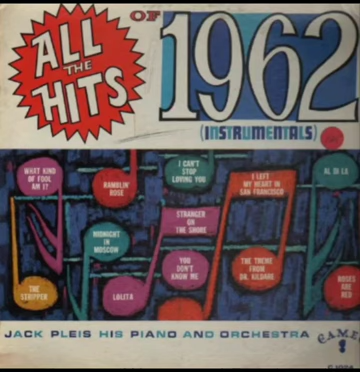 ALL
THE
HITS
OF
1962
(INSTRUMENTALS)
WHAT KIND
OF FOOL
AM I?
RAMBLIN'
ROSE
I CAN'T
STOP
LOVING YOU
I LEFT
MY HEART IN
SAN FRANCISCO
AL DI LA
STRANGER
ON
THE SHORE
MIDNIGHT
IN
MOSCOW
YOU
DON'T
KNOW ME
THE THEME
FROM
DR. KILDARE
THE
STRIPPER
LOLITA
ROSES
ARE
RED
JACK PLEIS HIS PIANO AND ORCHESTRA